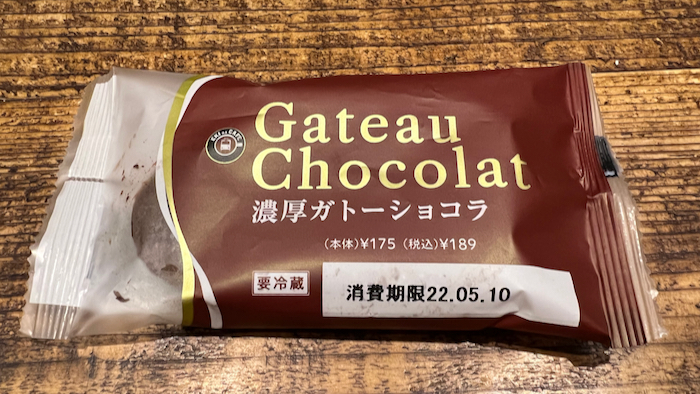 Gateau
Chocolat
濃厚ガトーショコラ
(本体)¥175 (税込)¥189
要冷蔵
消費期限22.05.10